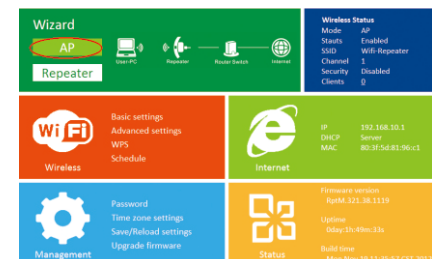 Wizard
AP
Repeater
User-PC
Repeater
Router Switch
Internet
Wireless Status
Mode AP
Stauts Enabled
SSID Wifi-Repeater
Channel 1
Security Disabled
Clients 0
Wi Fi
Wireless
Basic settings
Advanced settings
WPS
Schedule
Internet
IP 192.168.10.1
DHCP Server
MAC 80:3f:5d:81:96:c1
Management
Password
Time zone settings
Save/Reload settings
Upgrade firmware
Status
Firmware version
RptM.321.38.1119
Uptime
0day:1h:49m:33s
Build time